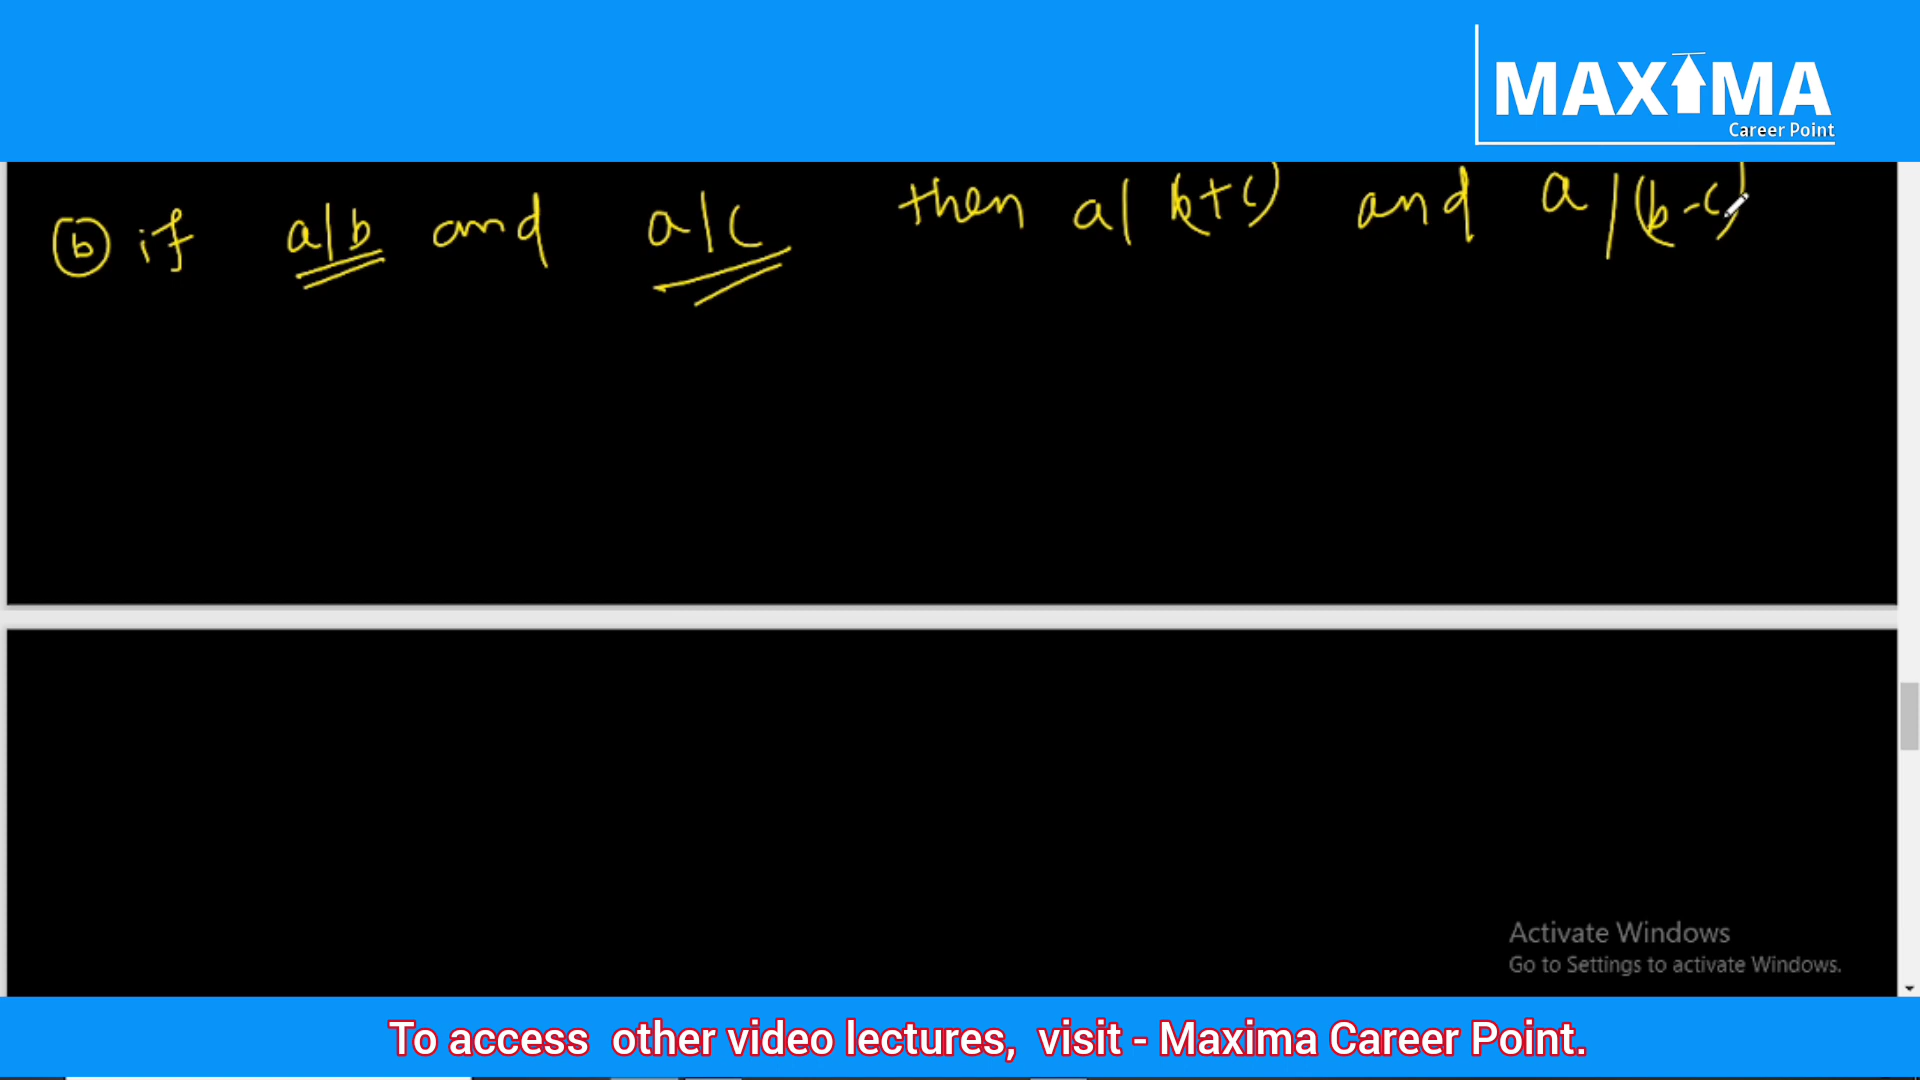 MAXIMA
Career Point
(b) if a|b and a|c then a|(b+c) and a|(b-c)
Activate Windows
Go to Settings to activate Windows.
To access other video lectures, visit - Maxima Career Point.